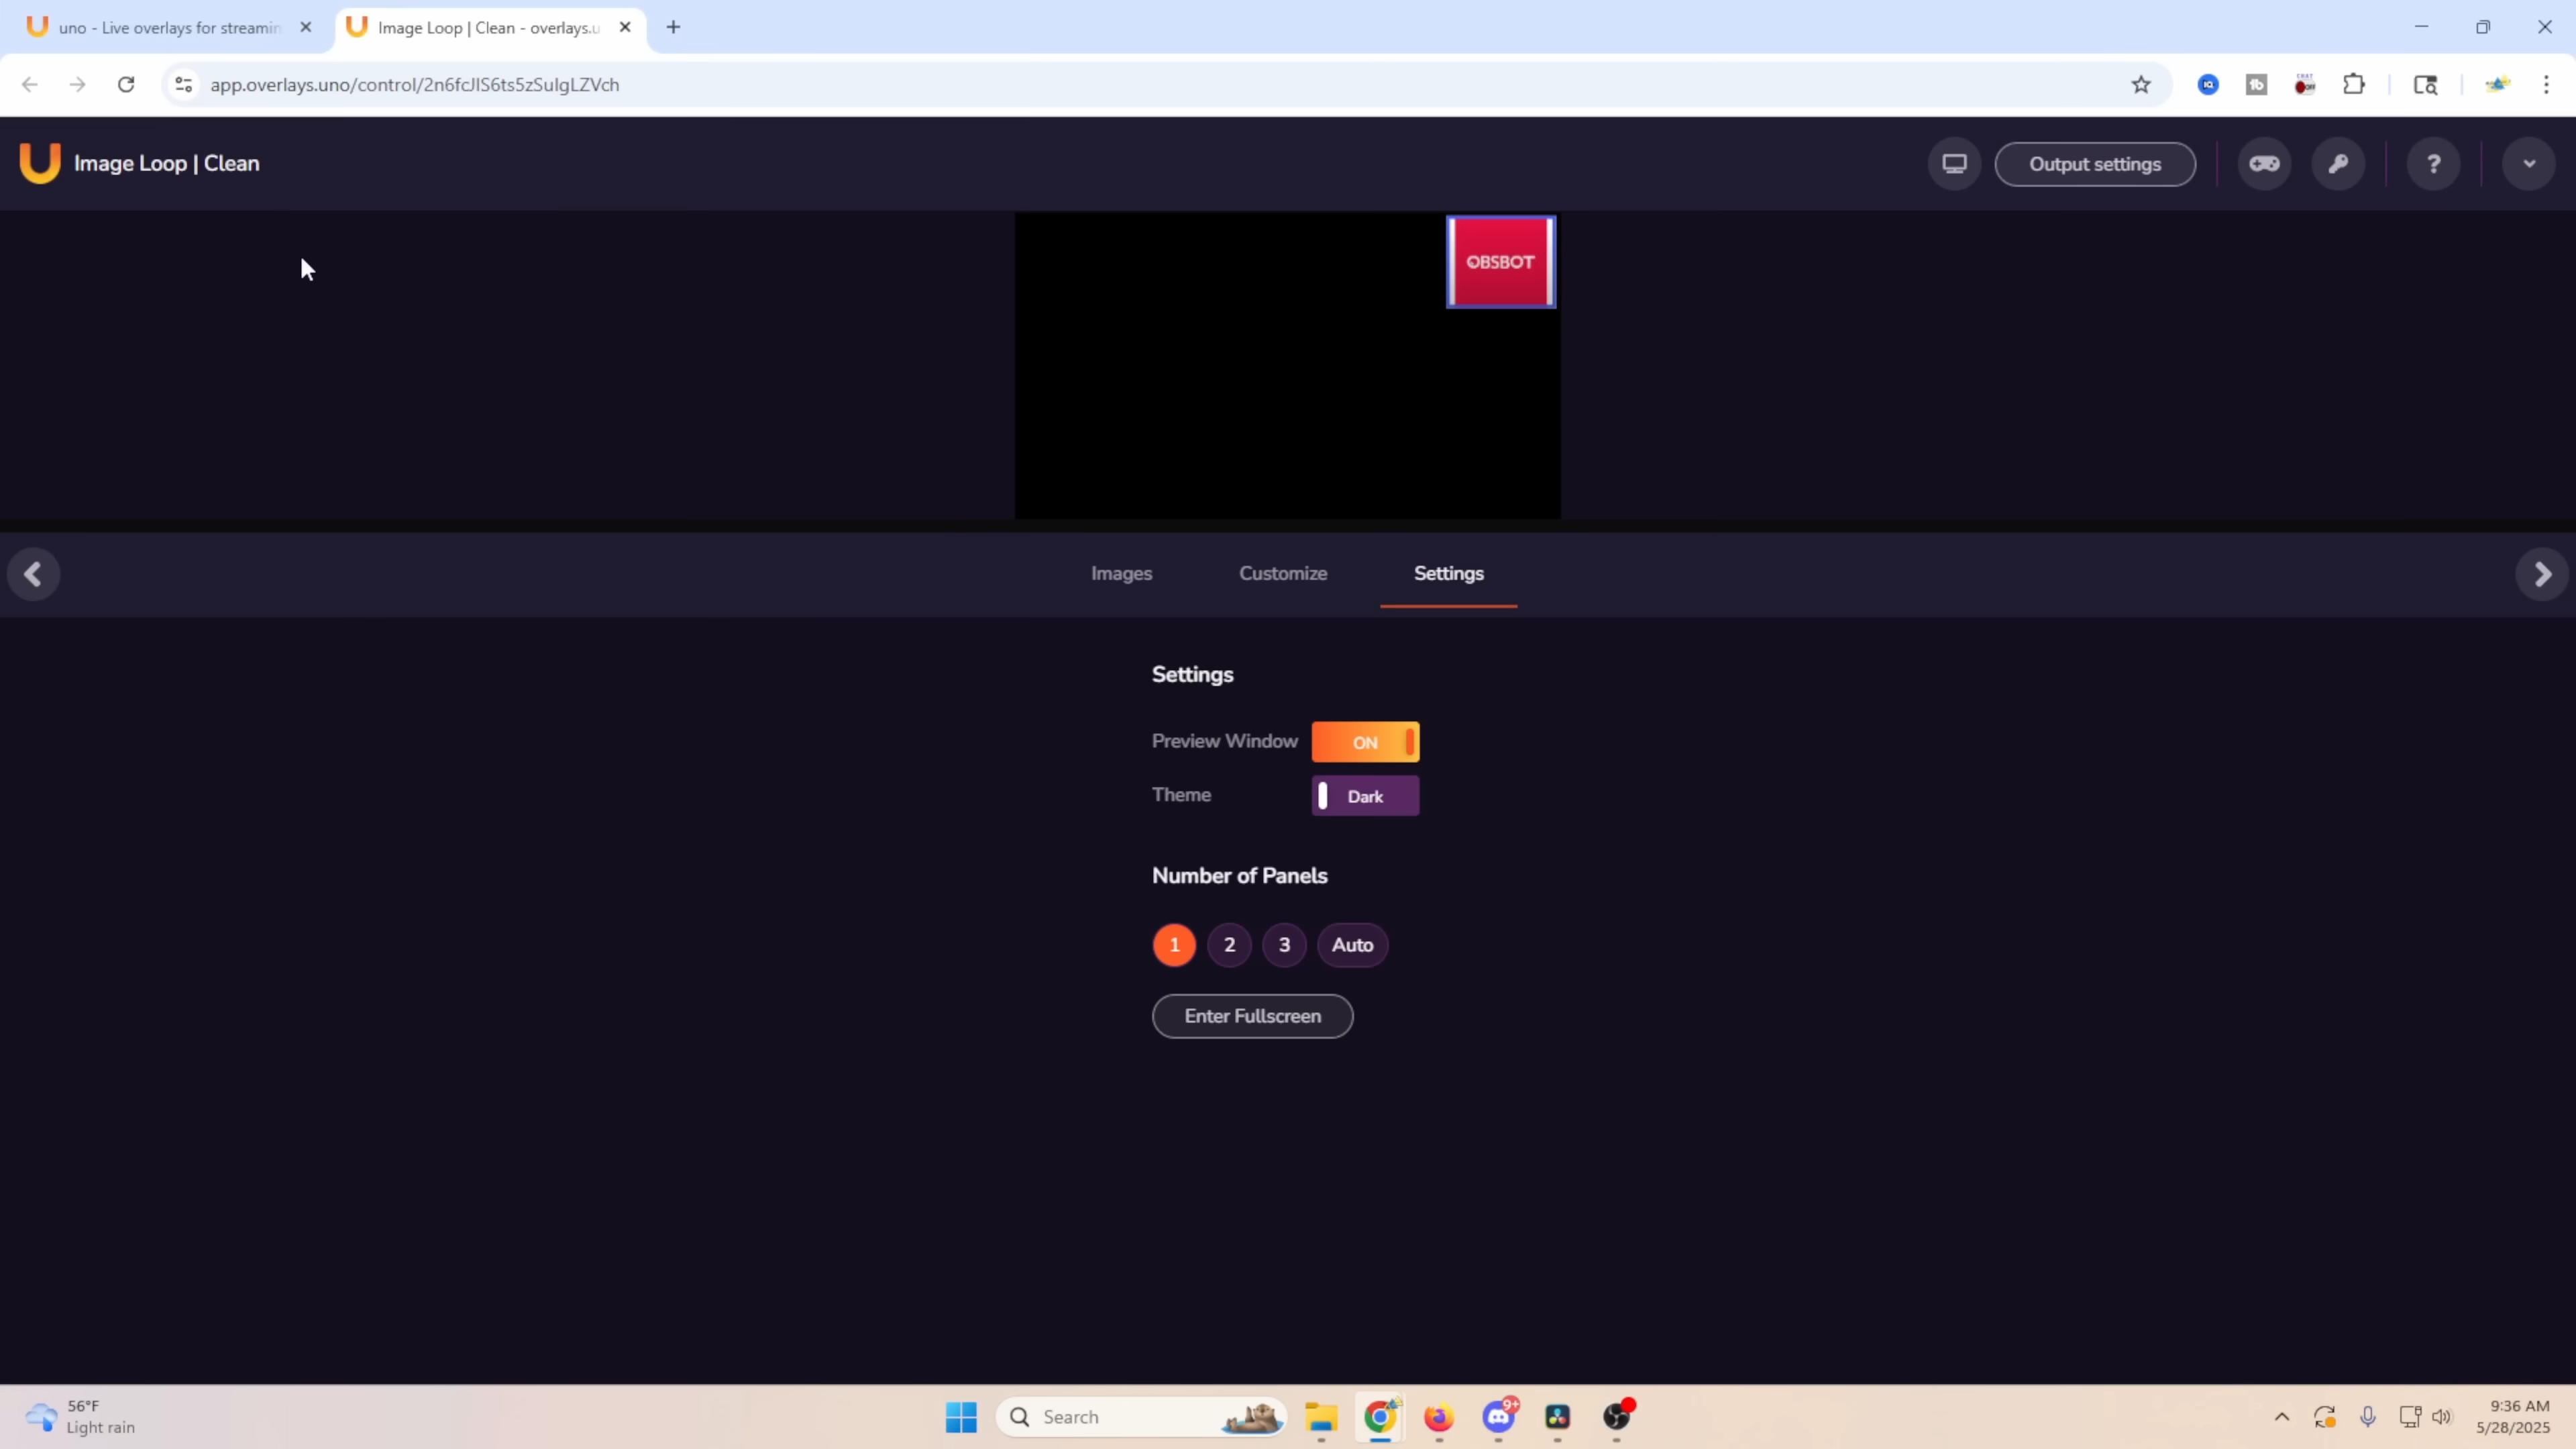 uno - Live overlays for streamin
Image Loop | Clean - overlays.u
app.overlays.uno/control/2n6fcJIS6ts5zSulgLZVch
Image Loop | Clean
Output settings
?
OBSBOT
Images
Customize
Settings
Settings
Preview Window
ON
Theme
Dark
Number of Panels
1
2
3
Auto
Enter Fullscreen
56°F
Light rain
Search
9+
9:36 AM
5/28/2025